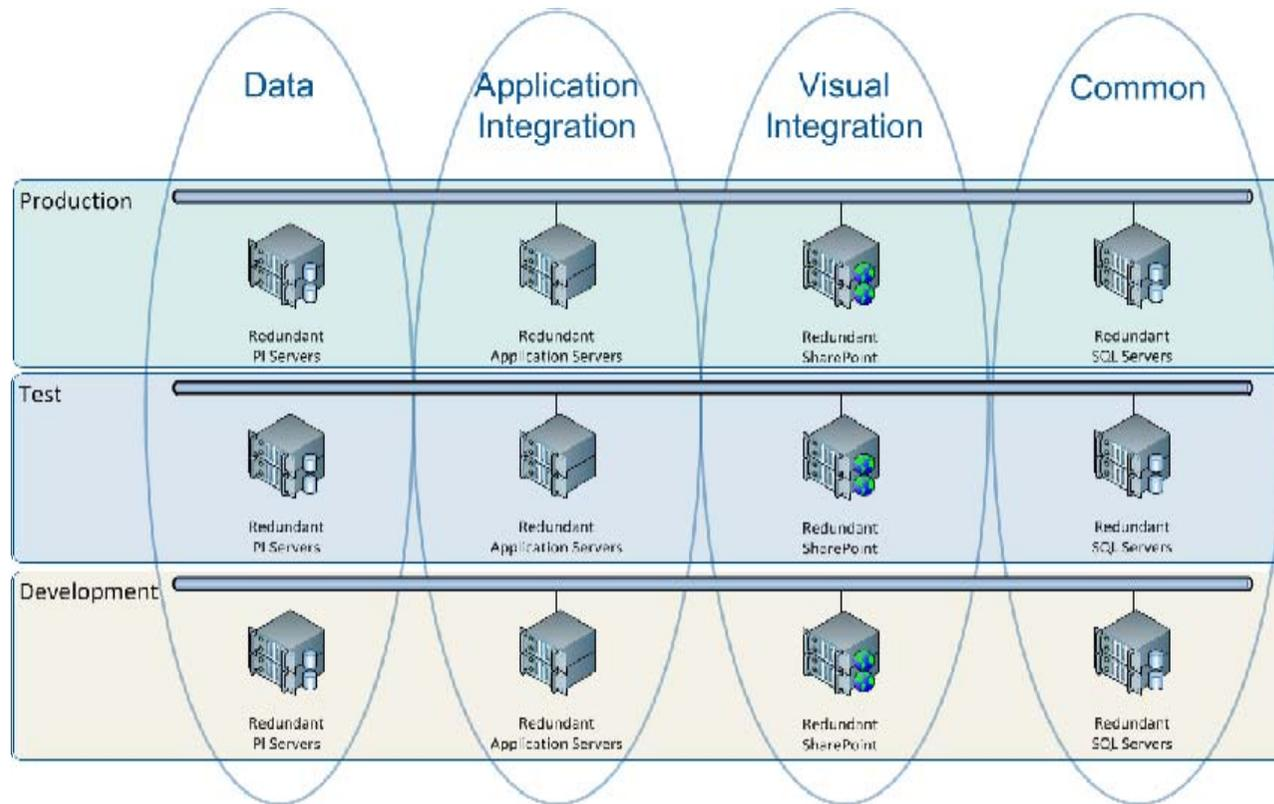 Data
Application
Integration
Visual
Integration
Common
Production
Redundant
PI Servers
Redundant
Application Servers
Redundant
SharePoint
Redundant
SQL Servers
Test
Redundant
PI Servers
Redundant
Application Servers
Redundant
SharePoint
Redundant
SQL Servers
Development
Redundant
PI Servers
Redundant
Application Servers
Redundant
SharePoint
Redundant
SQL Servers